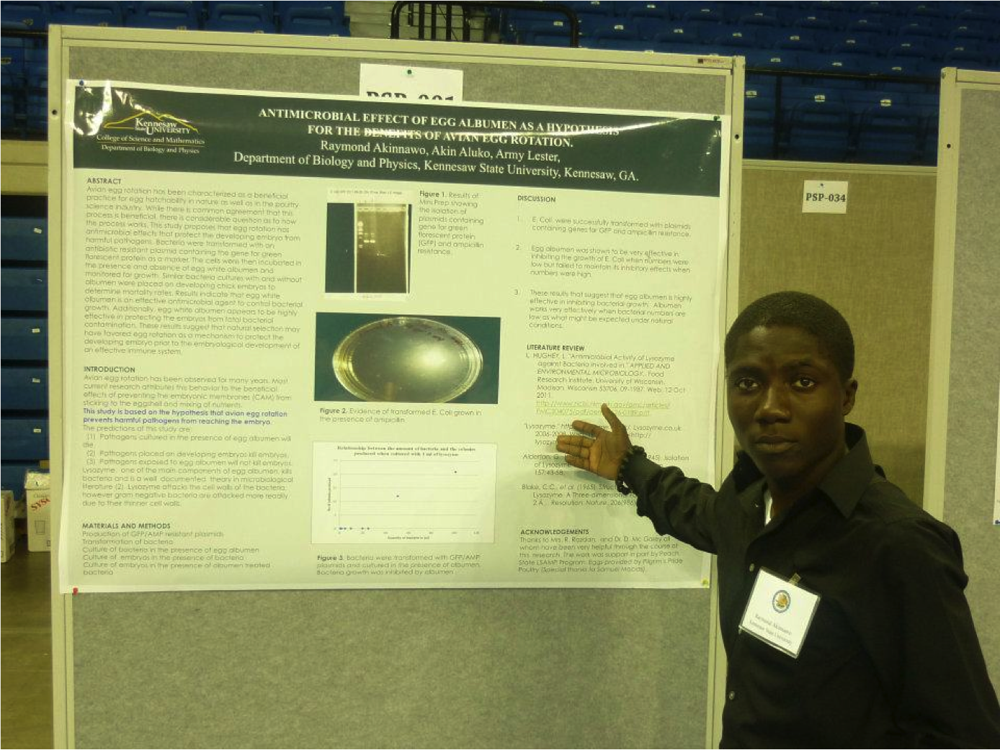 PSP-001
Kennesaw
STATE UNIVERSITY
College of Science and Mathematics
Department of Biology and Physics
ANTIMICROBIAL EFFECT OF EGG ALBUMEN AS A HYPOTHESIS
FOR THE BENEFITS OF AVIAN EGG ROTATION.
Raymond Akinnawo, Akin Aluko, Army Lester,
Department of Biology and Physics, Kennesaw State University, Kennesaw, GA.
ABSTRACT
Avian egg rotation has been characterized as a beneficial
practice for egg hatchability in nature as well as in the poultry
science industry. While there is common agreement that this
process is beneficial, there is considerable question as to how
the process works. This study proposes that egg rotation has
antimicrobial effects that protect the developing embryo from
harmful pathogens. Bacteria were transformed with an
antibiotic resistant plasmid containing the gene for green
florescent protein as a marker. The cells were then incubated in
the presence and absence of egg white albumen and
monitored for growth. Similar bacteria cultures with and without
albumen were placed on developing chick embryos to
determine mortality rates. Results indicate that egg white
albumen is an effective antimicrobial agent to control bacterial
growth. Additionally, egg white albumen appears to be highly
effective in protecting the embryos from total bacterial
contamination. These results suggest that natural selection may
have favored egg rotation as a mechanism to protect the
developing embryo prior to the embryological development of
an effective immune system.
INTRODUCTION
Avian egg rotation has been observed for many years. Most
current research attributes this behavior to the beneficial
effects of preventing the embryonic membranes (CAM) from
sticking to the eggshell and mixing of nutrients.
This study is based on the hypothesis that avian egg rotation
prevents harmful pathogens from reaching the embryo.
The predictions of this study are:
(1) Pathogens cultured in the presence of egg albumen will
die.
(2) Pathogens placed on developing embryos kill embryos.
(3) Pathogens exposed to egg albumen will not kill embryos.
Lysozyme, one of the main components of egg albumen, kills
bacteria and is a well documented theory in microbiological
literature (2). Lysozyme attacks the cell walls of the bacteria,
however gram negative bacteria are attacked more readily
due to their thinner cell walls.
MATERIALS AND METHODS
Production of GFP/AMP resistant plasmids
Transformation of bacteria
Culture of bacteria in the presence of egg albumen
Culture of embryos in the presence of bacteria
Culture of embryos in the presence of albumen treated
bacteria
Figure 1. Results of
Mini Prep showing
the isolation of
plasmids containing
gene for green
florescent protein
(GFP) and ampicillin
resistance.
Figure 2. Evidence of transformed E. Coli grown in
the presence of ampicillin.
Relationship between the amount of bacteria and the colonies
produced when cultured with 1 ml of lysozyme
Figure 3. Bacteria were transformed with GFP/AMP
plasmids and cultured in the presence of albumen.
Bacteria growth was inhibited by albumen.
DISCUSSION
1. E. Coli were successfully transformed with plasmids
containing genes for GFP and ampicillin resistance.
2. Egg albumen was shown to be very effective in
inhibiting the growth of E. Coli when numbers were
low but failed to maintain its inhibitory effects when
numbers were high.
3. These results that suggest that egg albumen is highly
effective in inhibiting bacterial growth. Albumen
works very effectively when bacterial numbers are
low as what might be expected under natural
conditions.
LITERATURE REVIEW
L. HUGHEY, L. "Antimicrobial Activity of Lysozyme
against Bacteria Involved in." APPLIED AND
ENVIRONMENTAL MICROBIOLOGY. Food
Research Institute, University of Wisconsin,
Madison, Wisconsin 53706, 09-1987. Web. 12-Oct
2011.
"Lysozyme." Lysozyme.co.uk
Alderton, G. Isolation
of Lysozyme
157:43-58.
Blake, C.C., et al. (1965).
Lysozyme: A Three-dimensional
2 Å. Resolution. Nature.
ACKNOWLEDGEMENTS
Thanks to Mrs. R. Razdan, and Dr. D. Mc Garey of
whom have been very helpful through the course of
this research. The work was support in part by Peach
State LSAMP Program. Eggs provided by Pilgrim's Pride
Poultry (Special thanks to Samuel
PSP-034
Raymond Akinnawo
Kennesaw State University